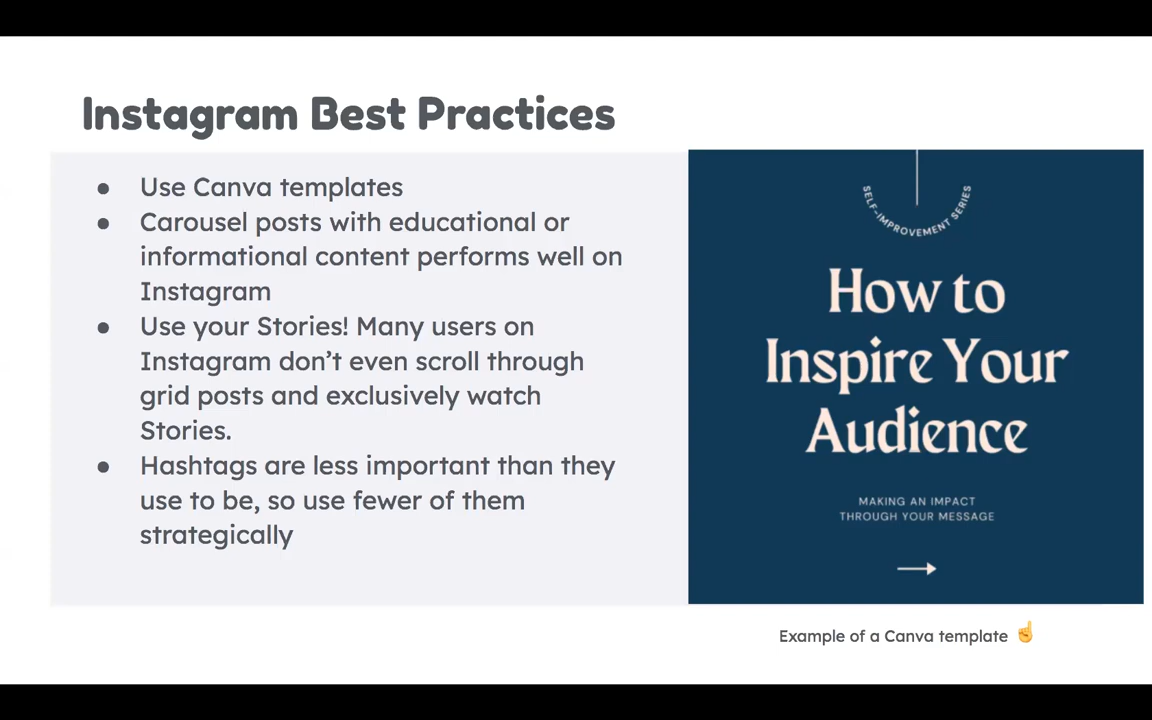 Instagram Best Practices
● Use Canva templates
● Carousel posts with educational or
informational content performs well on
Instagram
● Use your Stories! Many users on
Instagram don’t even scroll through
grid posts and exclusively watch
Stories.
● Hashtags are less important than they
use to be, so use fewer of them
strategically
SELF-IMPROVEMENT SERIES
How to
Inspire Your
Audience
MAKING AN IMPACT
THROUGH YOUR MESSAGE
Example of a Canva template ☝️